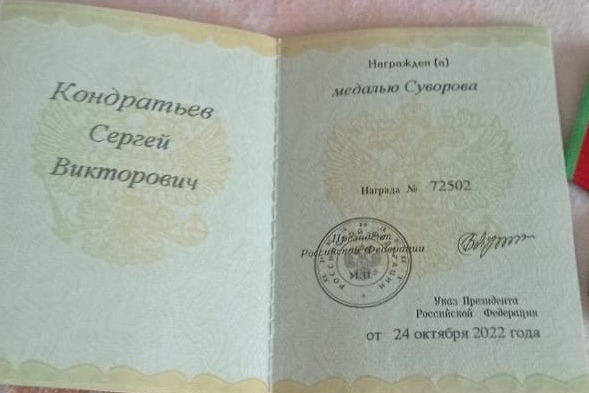 Кондратьев
Сергей
Викторович
Награжден (а)
медалью Суворова
Награда № 72502
Президент
Российской Федерации
М.П.
Указ Президента
Российской Федерации
от 24 октября 2022 года